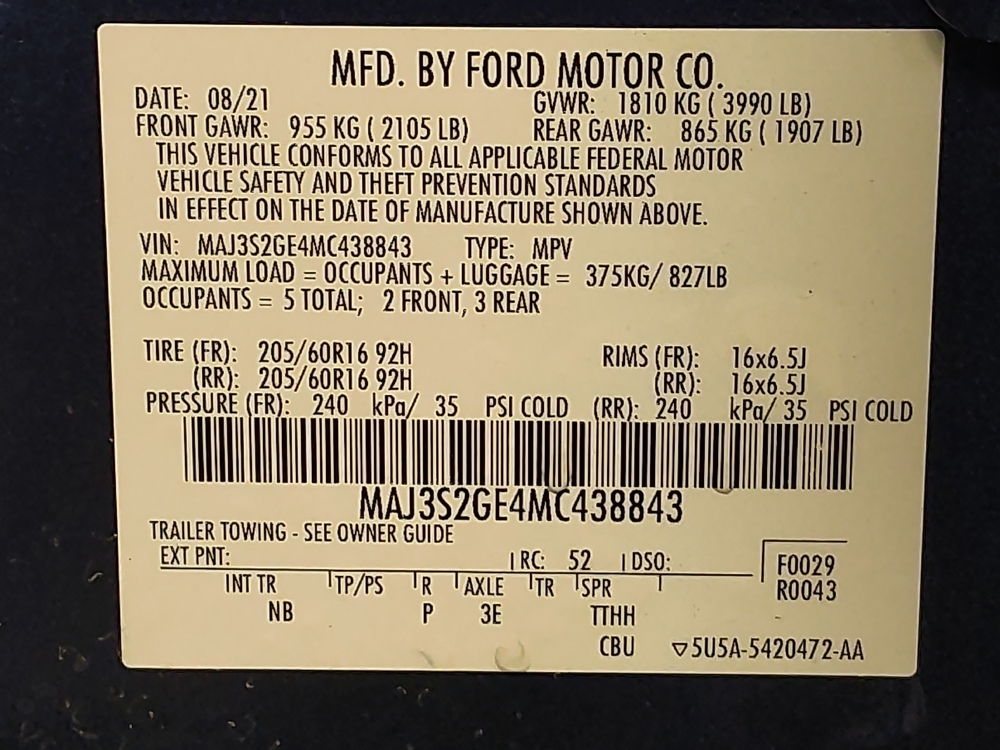 MFD. BY FORD MOTOR CO.
DATE: 08/21 GVWR: 1810 KG ( 3990 LB)
FRONT GAWR: 955 KG ( 2105 LB) REAR GAWR: 865 KG ( 1907 LB)
THIS VEHICLE CONFORMS TO ALL APPLICABLE FEDERAL MOTOR
VEHICLE SAFETY AND THEFT PREVENTION STANDARDS
IN EFFECT ON THE DATE OF MANUFACTURE SHOWN ABOVE.
VIN: MAJ3S2GE4MC438843 TYPE: MPV
MAXIMUM LOAD = OCCUPANTS + LUGGAGE = 375KG/ 827LB
OCCUPANTS = 5 TOTAL; 2 FRONT, 3 REAR
TIRE (FR): 205/60R16 92H RIMS (FR): 16x6.5J
(RR): 205/60R16 92H (RR): 16x6.5J
PRESSURE (FR): 240 kPa/ 35 PSI COLD (RR): 240 kPa/ 35 PSI COLD
MAJ3S2GE4MC438843
TRAILER TOWING - SEE OWNER GUIDE
EXT PNT: RC: 52 DSO: F0029
INT TR TP/PS R AXLE TR SPR R0043
NB P 3E TTHH
CBU ▽5U5A-5420472-AA